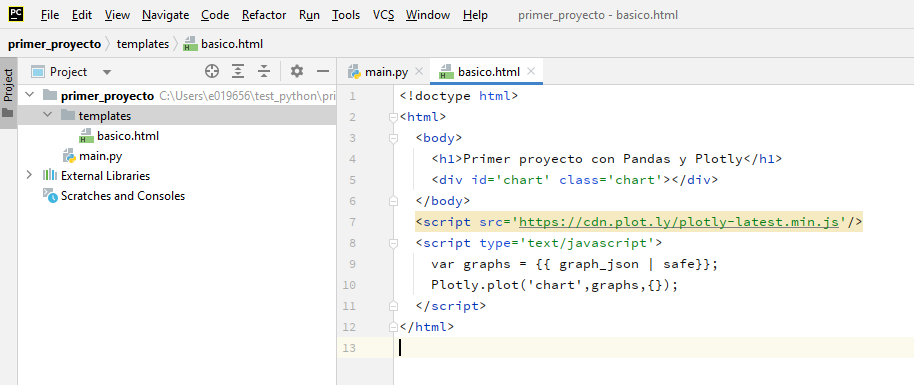 PC File Edit View Navigate Code Refactor Run Tools VCS Window Help primer_proyecto - basico.html
primer_proyecto templates basico.html
Project
Project
main.py basico.html
primer_proyecto C:\Users\e019656\test_python\pri
templates
basico.html
main.py
External Libraries
Scratches and Consoles
1 <!doctype html>
2 <html>
3 <body>
4 <h1>Primer proyecto con Pandas y Plotly</h1>
5 <div id='chart' class='chart'></div>
6 </body>
7 <script src='https://cdn.plot.ly/plotly-latest.min.js'/>
8 <script type='text/javascript'>
9 var graphs = {{ graph_json | safe}};
10 Plotly.plot('chart',graphs,{});
11 </script>
12 </html>
13